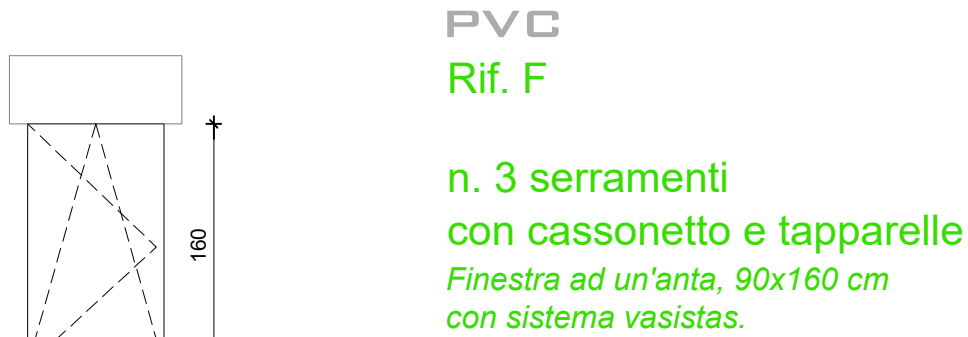 PVC
Rif. F
n. 3 serramenti
con cassonetto e tapparelle
Finestra ad un'anta, 90x160 cm
con sistema vasistas.
160